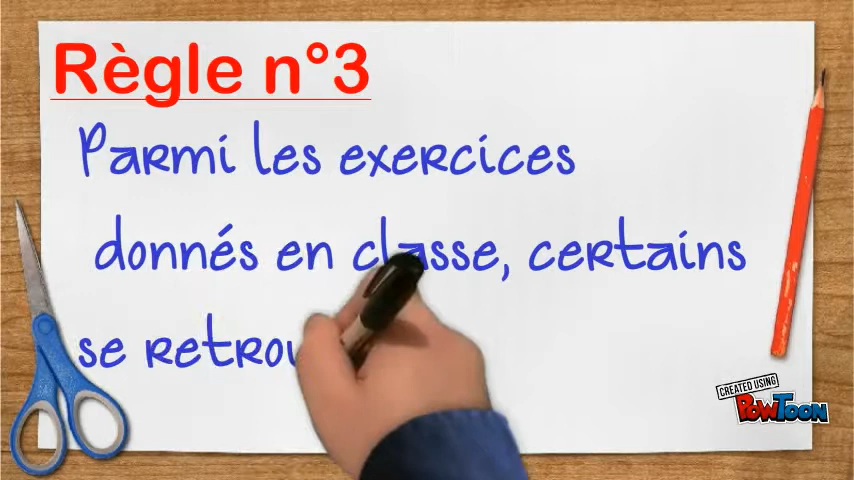 Règle n°3
Parmi les exercices
donnés en classe, certains
se retrou
CREATED USING
POWTOON